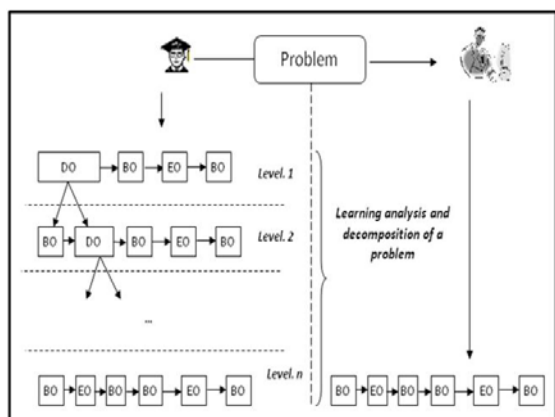 Problem
DO BO EO BO
Level. 1
BO DO BO EO BO
Level. 2
Learning analysis and
decomposition of a
problem
...
Level. n
BO EO BO BO EO BO
BO EO BO BO EO BO